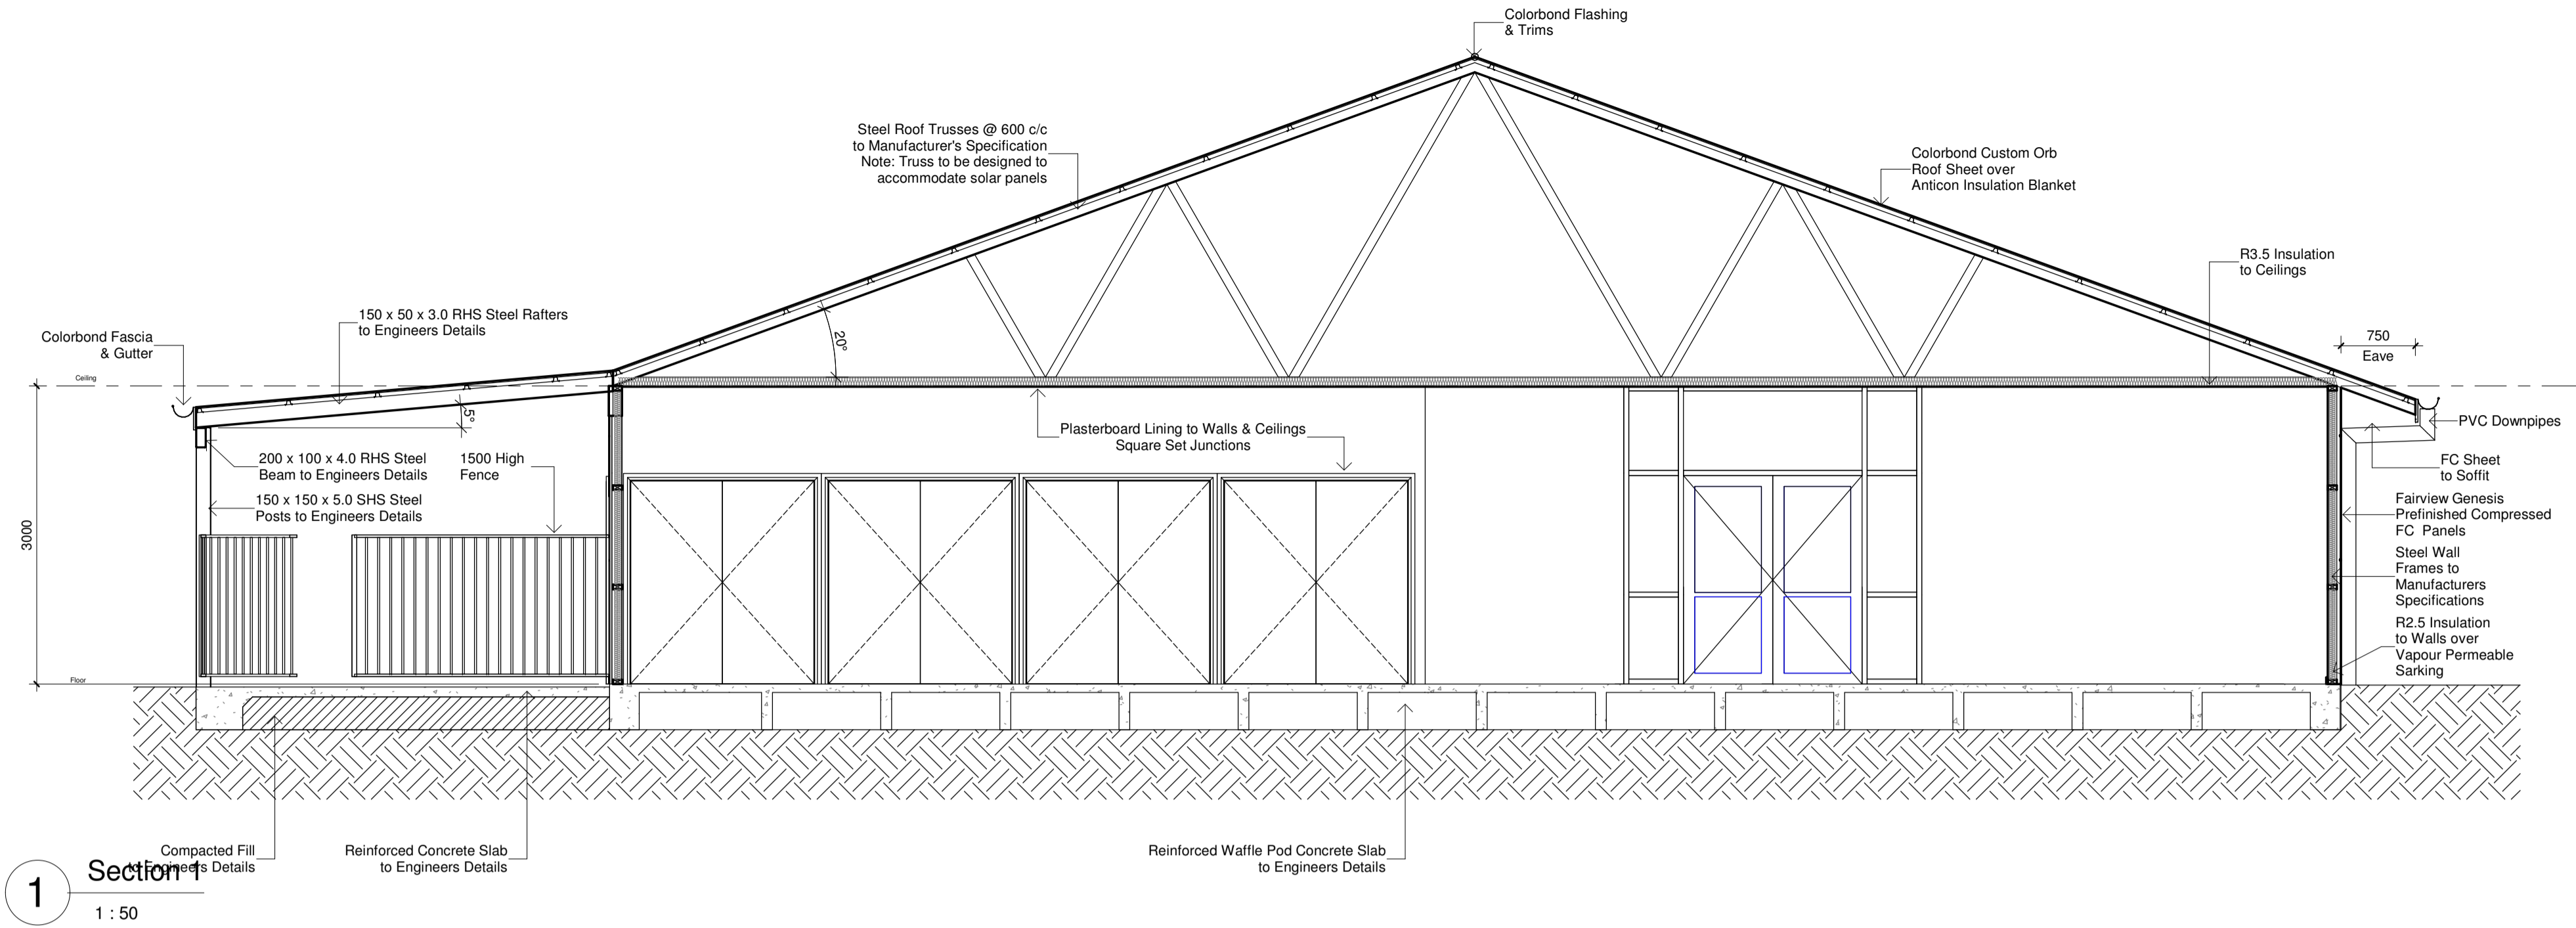 Colorbond Flashing
& Trims
Steel Roof Trusses @ 600 c/c
to Manufacturer's Specification
Note: Truss to be designed to
accommodate solar panels
Colorbond Custom Orb
Roof Sheet over
Anticon Insulation Blanket
R3.5 Insulation
to Ceilings
150 x 50 x 3.0 RHS Steel Rafters
to Engineers Details
Colorbond Fascia
& Gutter
20°
750
Eave
Ceiling
5°
Plasterboard Lining to Walls & Ceilings
Square Set Junctions
PVC Downpipes
200 x 100 x 4.0 RHS Steel
Beam to Engineers Details
1500 High
Fence
FC Sheet
to Soffit
150 x 150 x 5.0 SHS Steel
Posts to Engineers Details
Fairview Genesis
Prefinished Compressed
FC Panels
3000
Steel Wall
Frames to
Manufacturers
Specifications
R2.5 Insulation
to Walls over
Vapour Permeable
Sarking
Floor
Compacted Fill
to Engineers Details
Reinforced Concrete Slab
to Engineers Details
Reinforced Waffle Pod Concrete Slab
to Engineers Details
1
Section 1
1 : 50